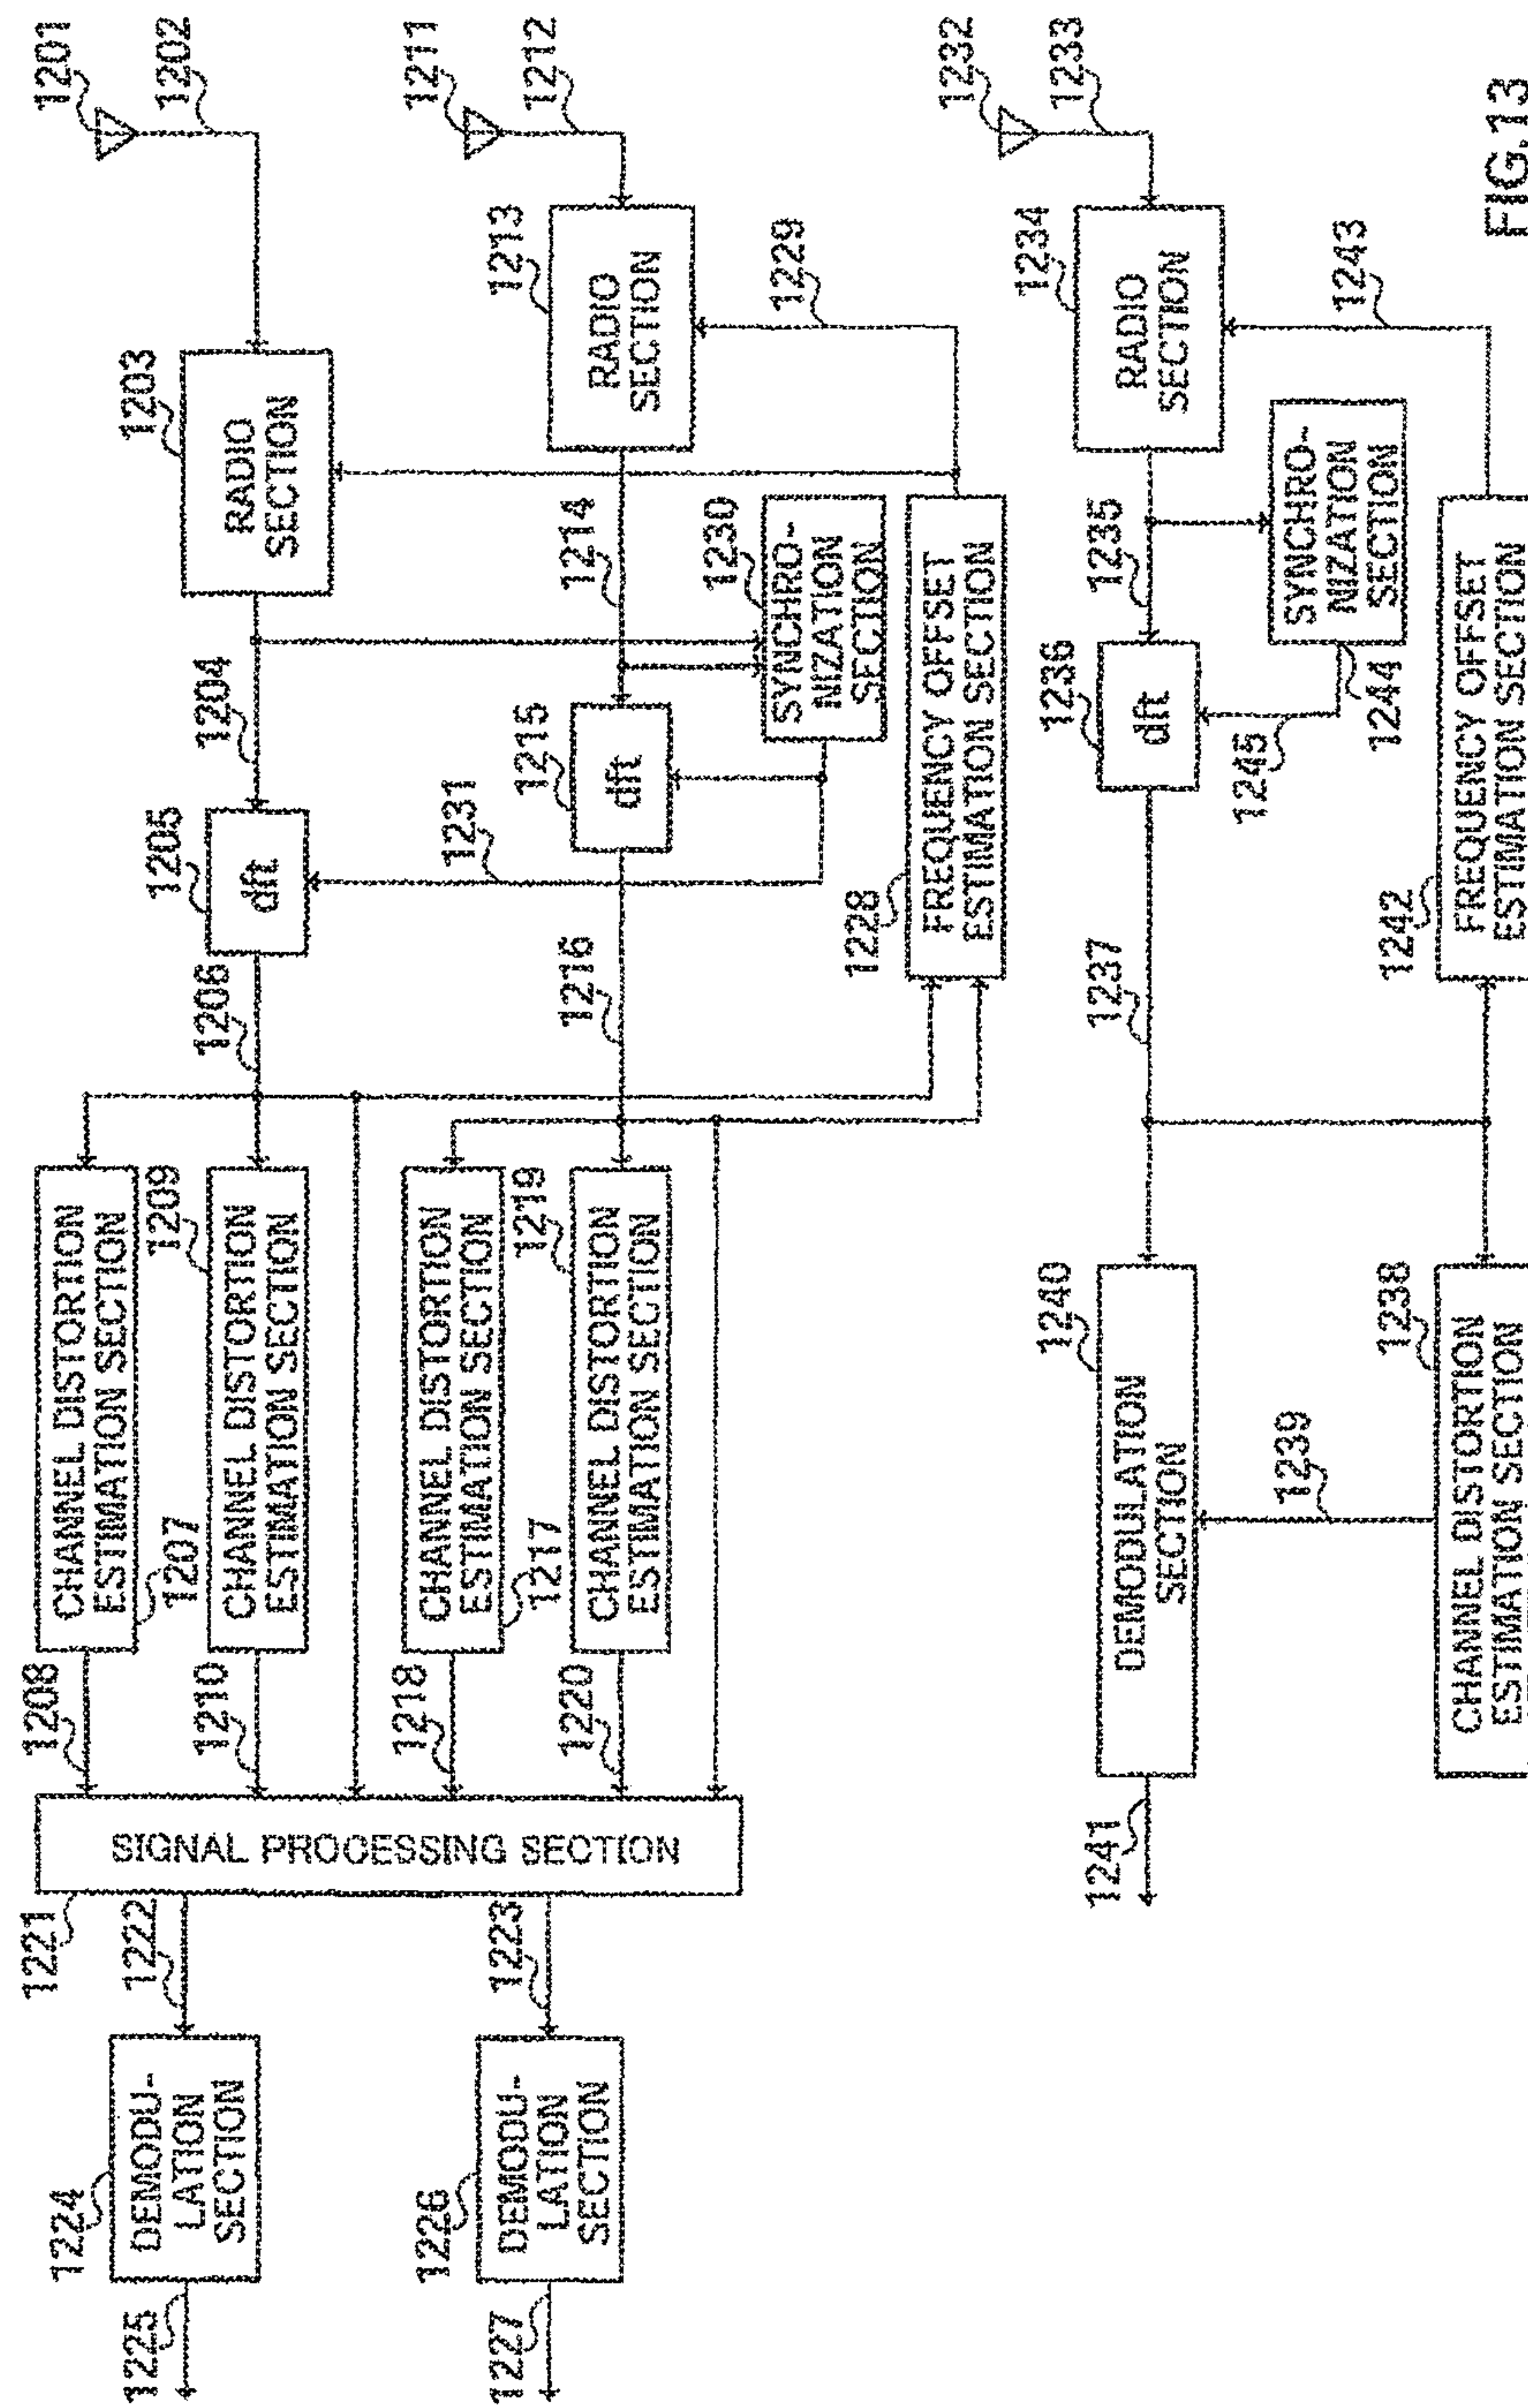 1201
1202
1203
RADIO
SECTION
1204
1205
dft
1206
CHANNEL DISTORTION
ESTIMATION SECTION
1207
1208
1209
CHANNEL DISTORTION
ESTIMATION SECTION
1210
1211
1212
1213
RADIO
SECTION
1214
1215
dft
1216
CHANNEL DISTORTION
ESTIMATION SECTION
1217
1218
1219
CHANNEL DISTORTION
ESTIMATION SECTION
1220
SIGNAL PROCESSING SECTION
1221
1222
1223
1224
DEMODU-
LATION
SECTION
1225
1226
DEMODU-
LATION
SECTION
1227
1228
FREQUENCY OFFSET
ESTIMATION SECTION
1229
1230
SYNCHRO-
NIZATION
SECTION
1231
1232
1233
1234
RADIO
SECTION
1235
1236
dft
1237
1238
CHANNEL DISTORTION
ESTIMATION SECTION
1239
1240
DEMODULATION
SECTION
1241
1242
FREQUENCY OFFSET
ESTIMATION SECTION
1243
SYNCHRO-
NIZATION
SECTION
1244
1245
FIG.13